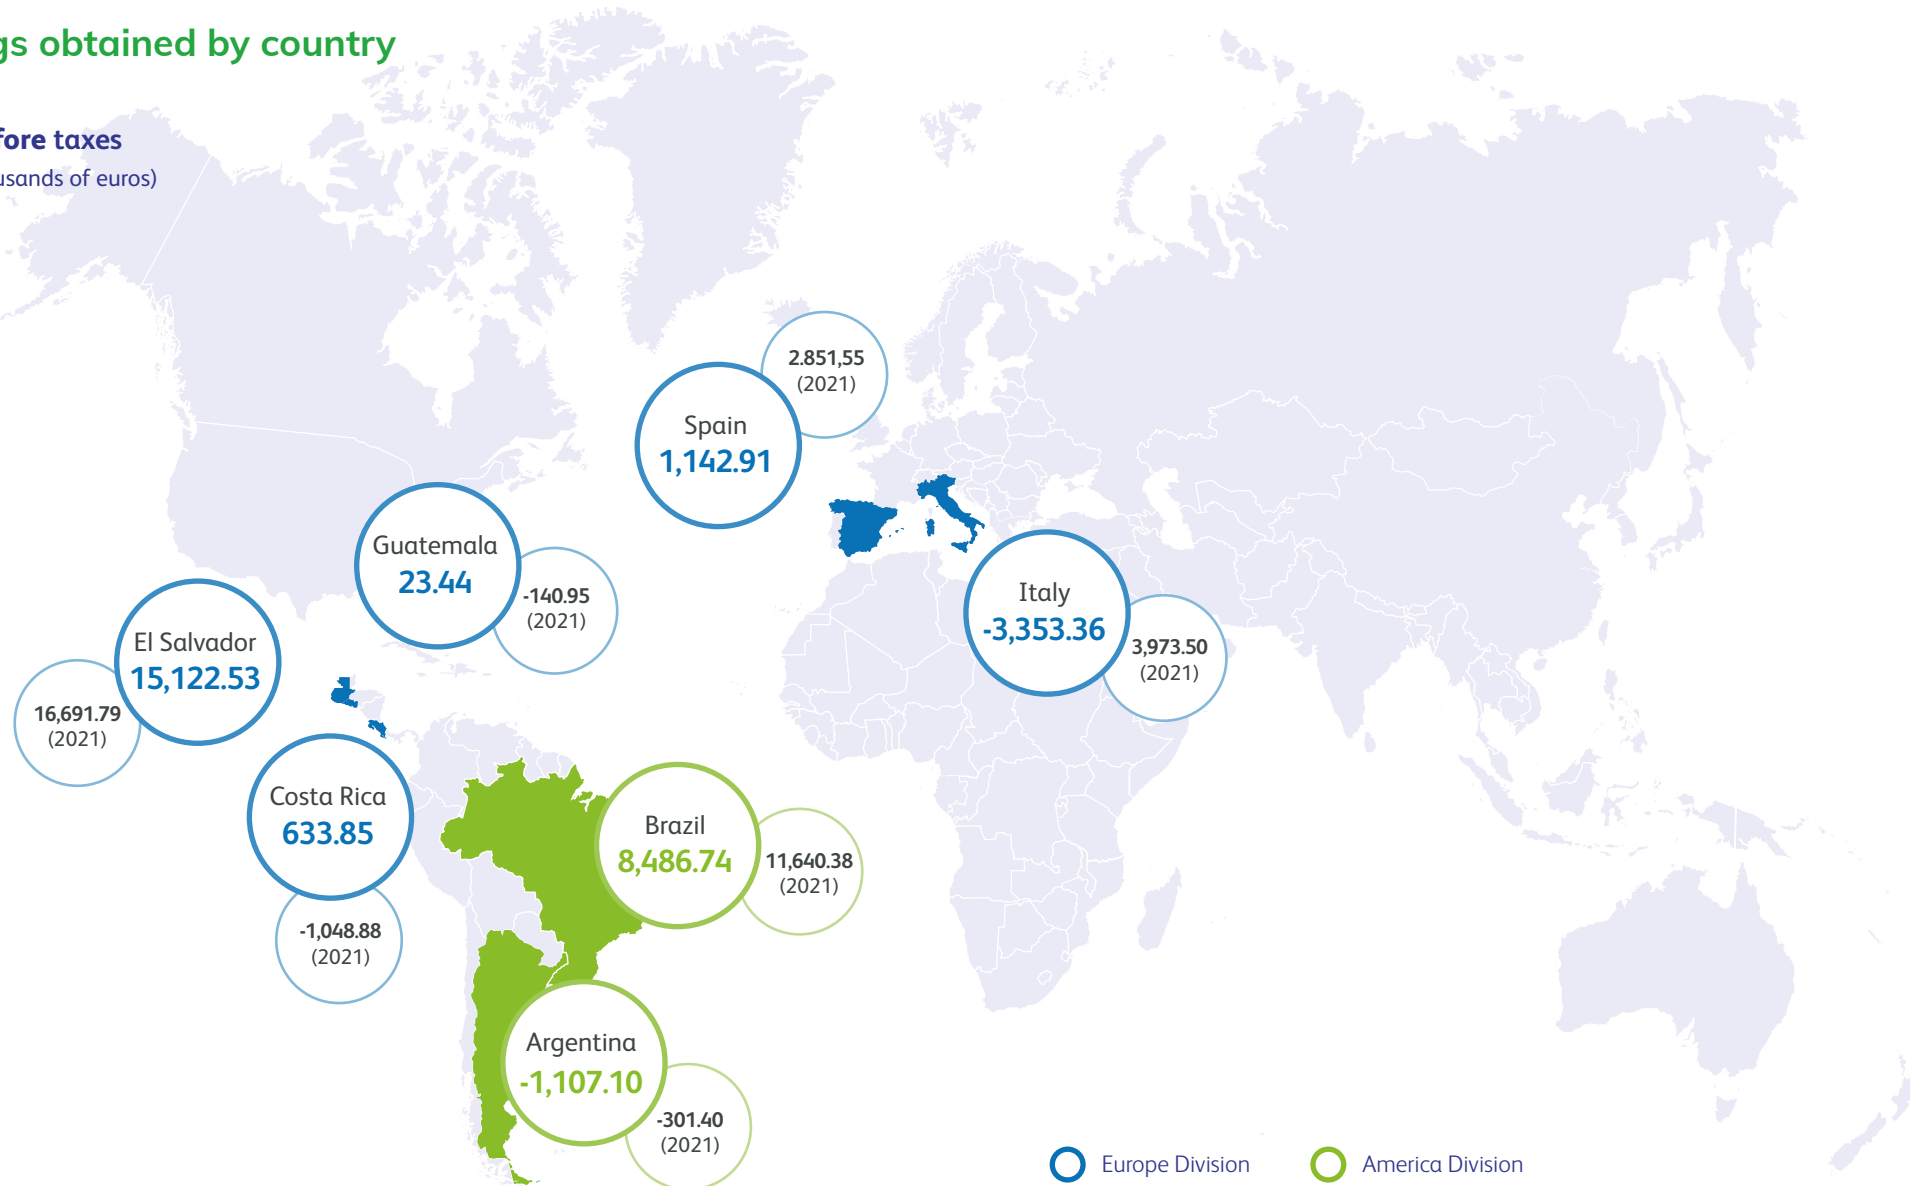 gs obtained by country
fore taxes
usands of euros)
2.851,55
(2021)
Spain
1,142.91
Guatemala
23.44
-140.95
(2021)
Italy
-3,353.36
3,973.50
(2021)
El Salvador
15,122.53
16,691.79
(2021)
Costa Rica
633.85
-1,048.88
(2021)
Brazil
8,486.74
11,640.38
(2021)
Argentina
-1,107.10
-301.40
(2021)
Europe Division
America Division